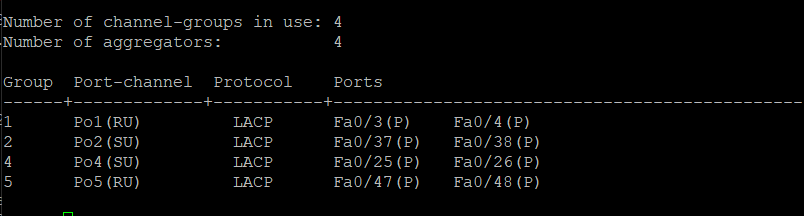 Number of channel-groups in use: 4
Number of aggregators:           4
Group  Port-channel  Protocol    Ports
------+-------------+-----------+-----------------------------------------------
1      Po1(RU)         LACP      Fa0/3(P)    Fa0/4(P)
2      Po2(SU)         LACP      Fa0/37(P)   Fa0/38(P)
4      Po4(SU)         LACP      Fa0/25(P)   Fa0/26(P)
5      Po5(RU)         LACP      Fa0/47(P)   Fa0/48(P)